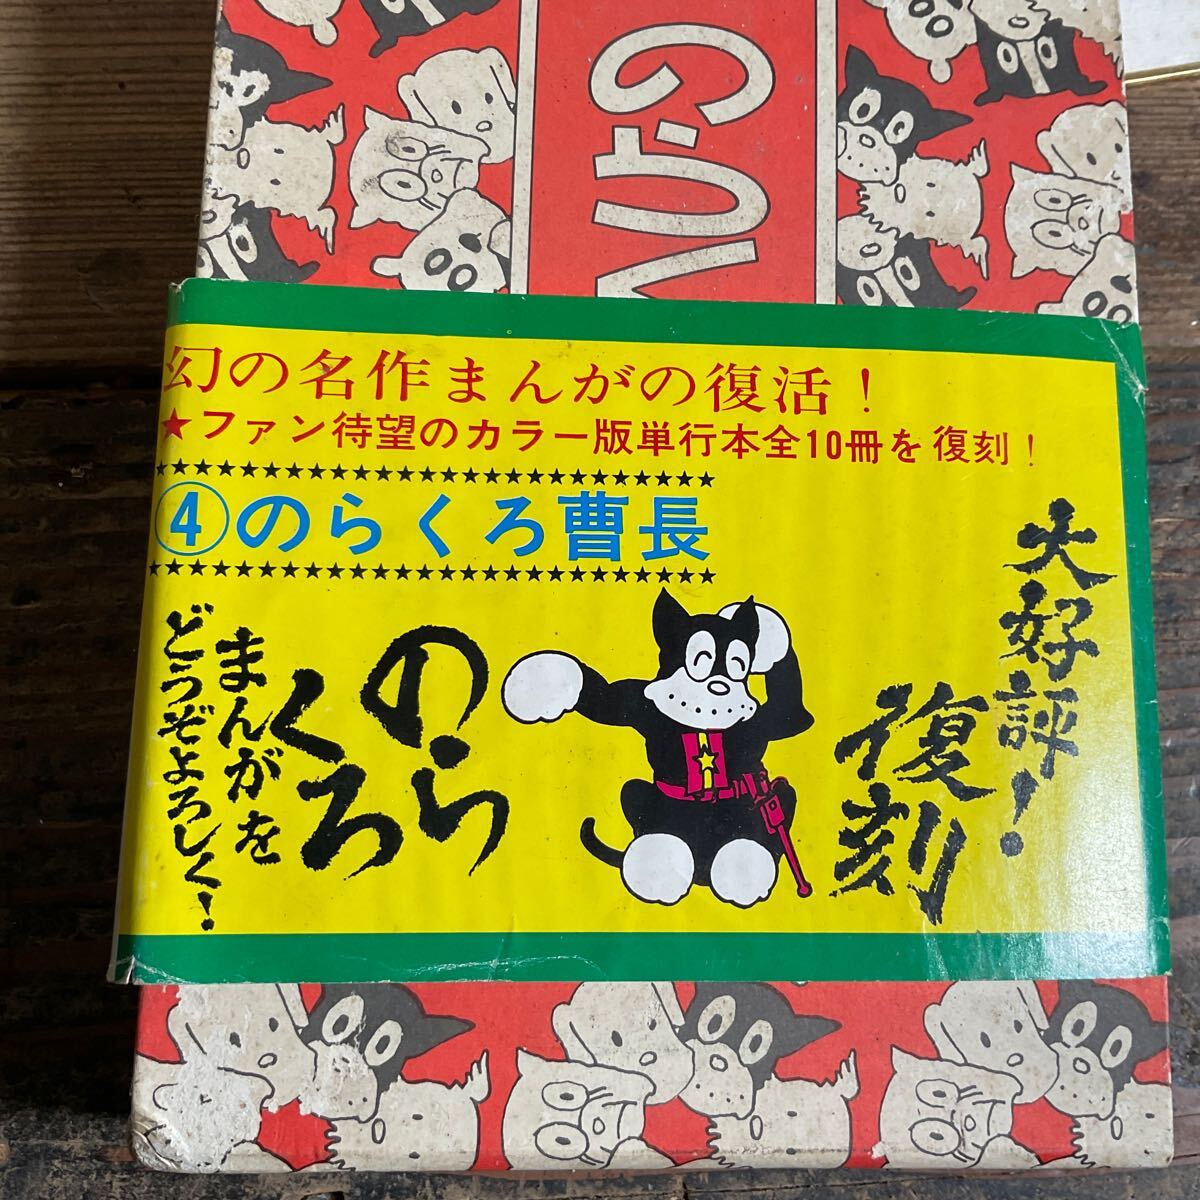 のらく
幻の名作まんがの復活！
★ファン待望のカラー版単行本全10冊を復刻！
④のらくろ曹長
大好評！
復刻
のら
くろ
まんがを
どうぞよろしく！